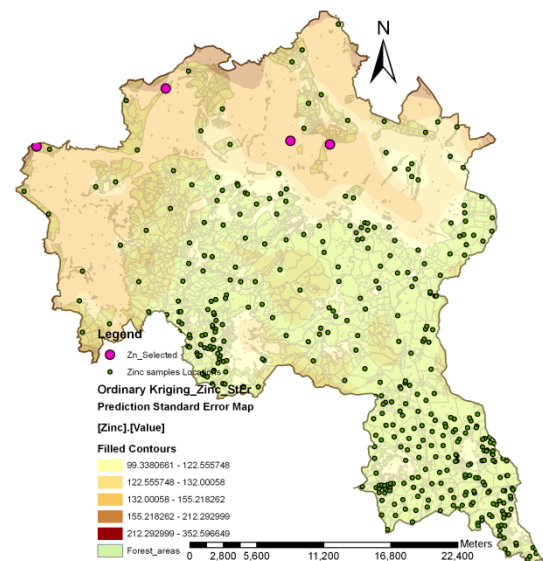 N
Legend
Zn_Selected
Zinc samples Locations
Ordinary Kriging_Zinc_StEr
Prediction Standard Error Map
[Zinc].[Value]
Filled Contours
99.3380661 - 122.555748
122.555748 - 132.00058
132.00058 - 155.218262
155.218262 - 212.292999
212.292999 - 352.596649
Forest_areas
Meters
0 2,800 5,600 11,200 16,800 22,400